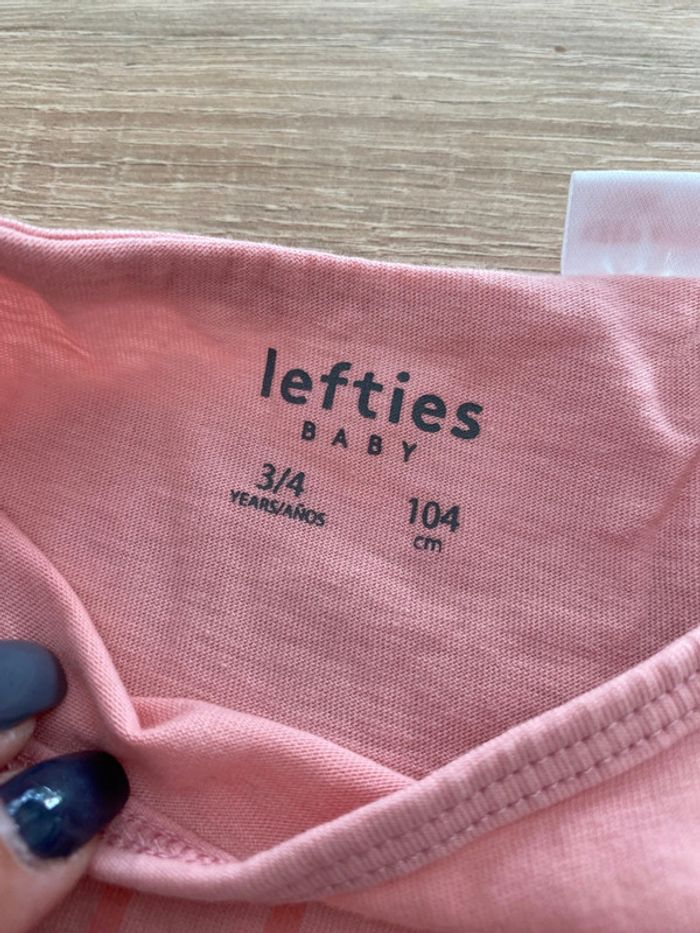 lefties
BABY
3/4
YEARS/AÑOS
104
cm